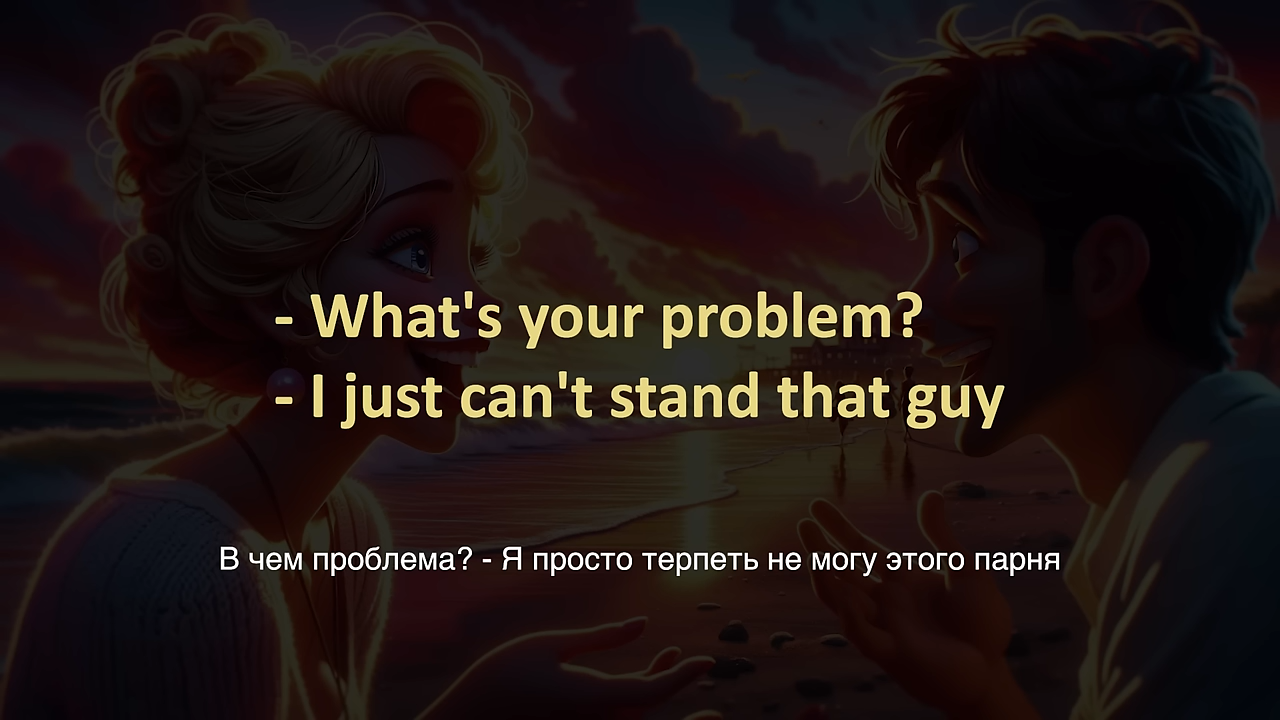 - What's your problem?
- I just can't stand that guy
В чем проблема? - Я просто терпеть не могу этого парня